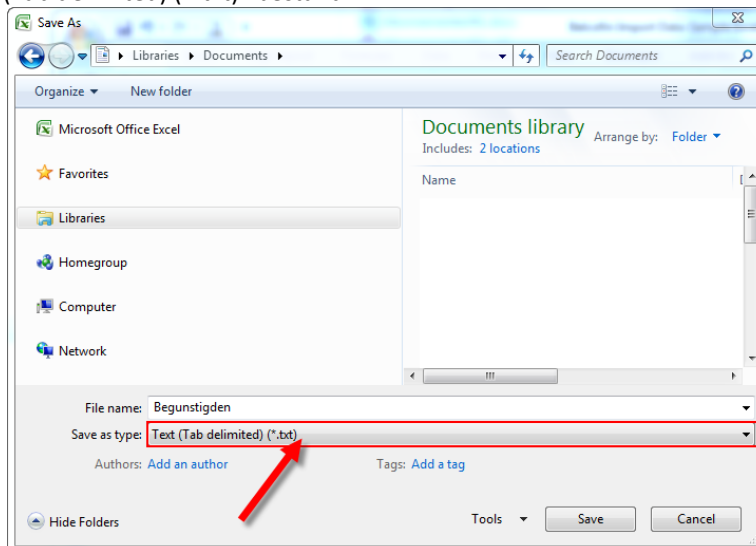 Save As
Libraries Documents
Search Documents
Organize New folder
Microsoft Office Excel
Favorites
Libraries
Homegroup
Computer
Network
Documents library
Includes: 2 locations
Arrange by: Folder
Name
File name: Begunstigden
Save as type: Text (Tab delimited) (*.txt)
Authors: Add an author Tags: Add a tag
Hide Folders Tools Save Cancel